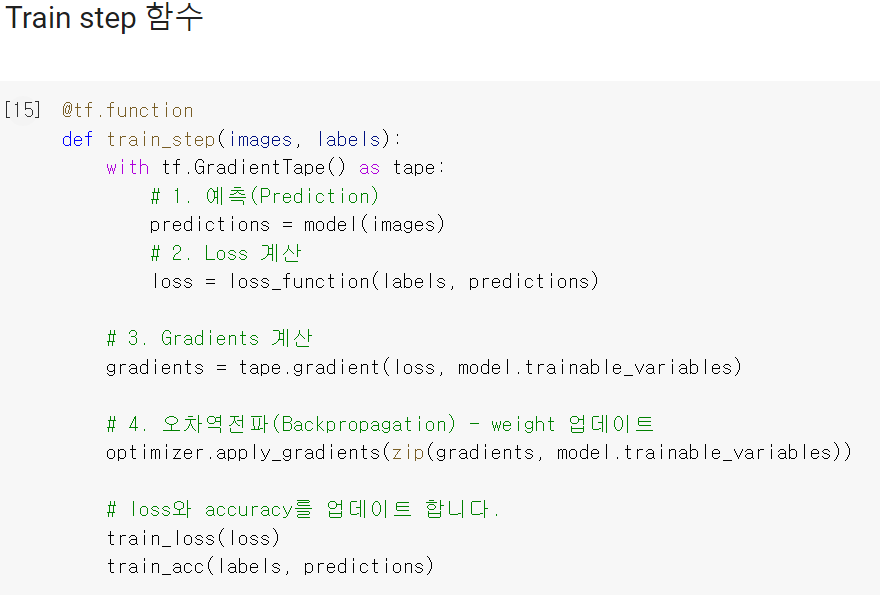 Train step 함수
[15] @tf.function
def train_step(images, labels):
with tf.GradientTape() as tape:
# 1. 예측(Prediction)
predictions = model(images)
# 2. Loss 계산
loss = loss_function(labels, predictions)
# 3. Gradients 계산
gradients = tape.gradient(loss, model.trainable_variables)
# 4. 오차역전파(Backpropagation) - weight 업데이트
optimizer.apply_gradients(zip(gradients, model.trainable_variables))
# loss와 accuracy를 업데이트 합니다.
train_loss(loss)
train_acc(labels, predictions)